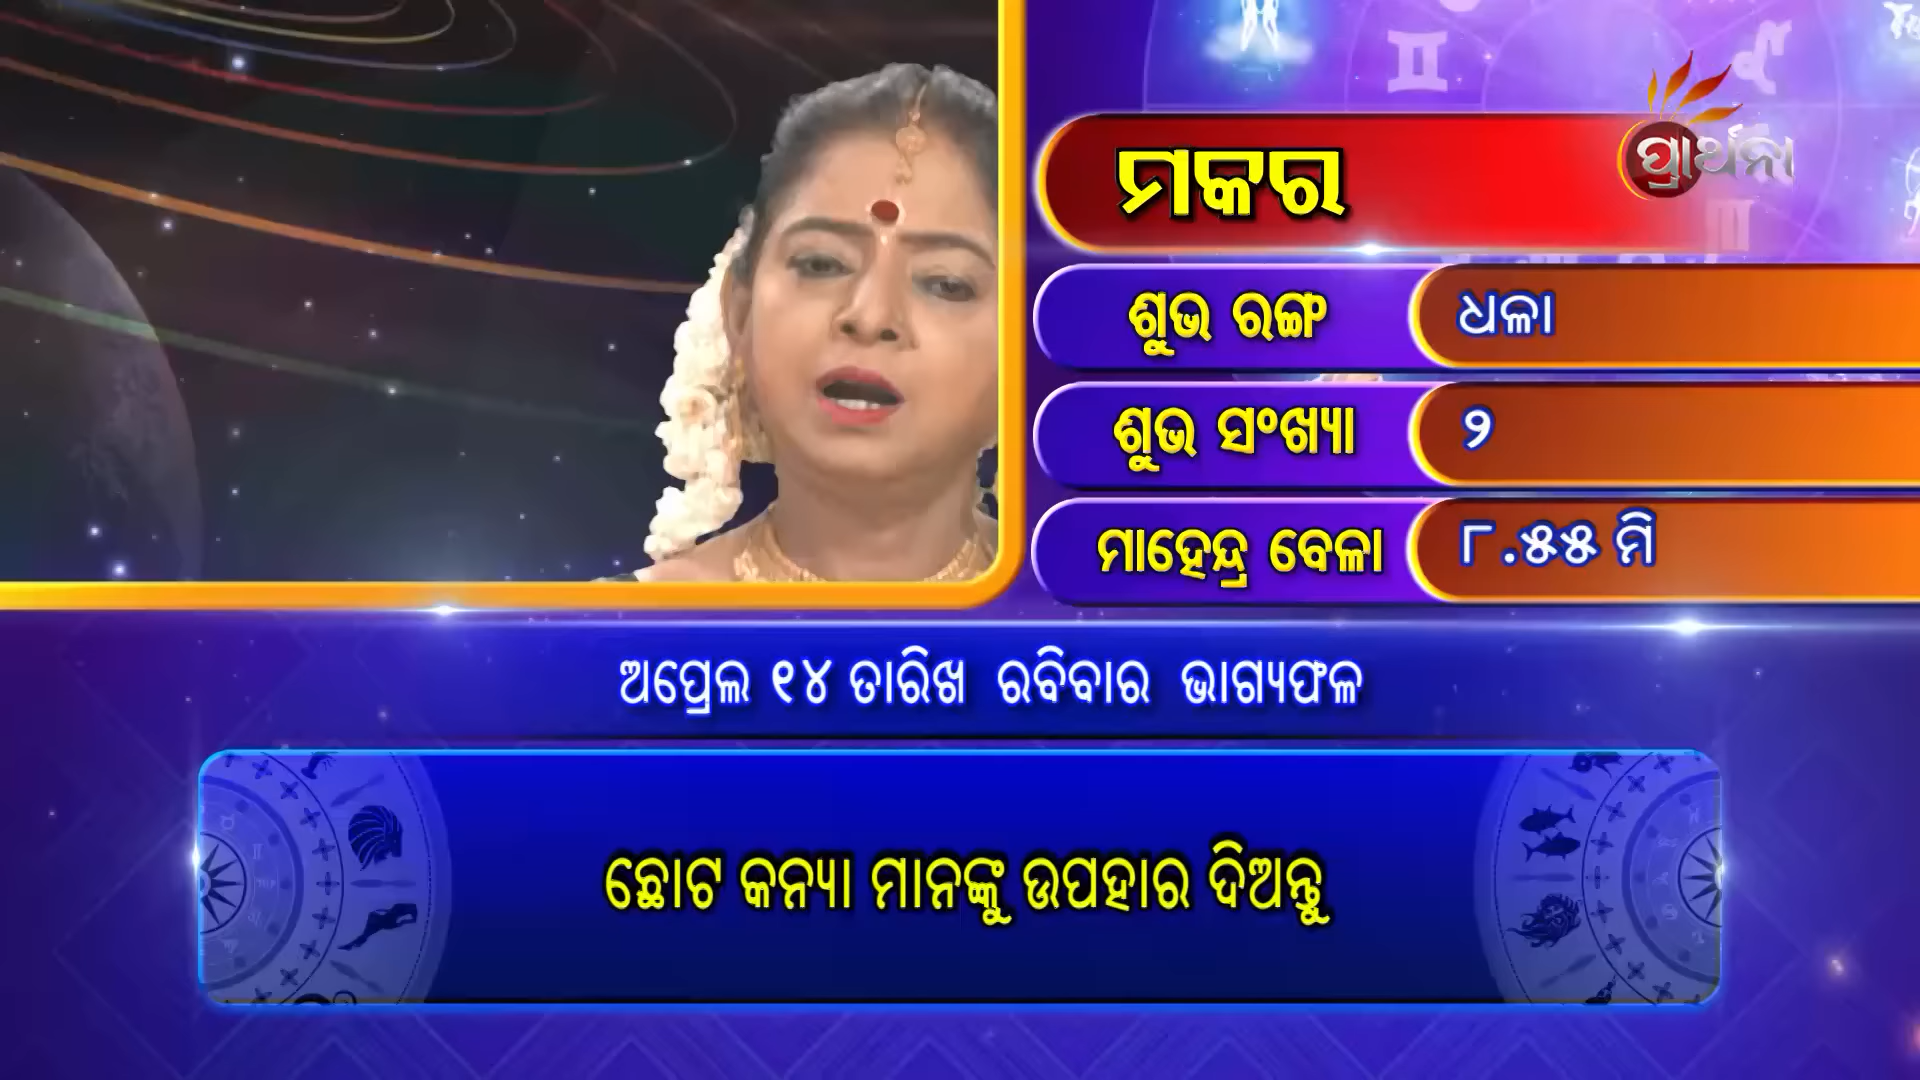 ମକର
ପ୍ରାର୍ଥନା
ଶୁଭ ରଙ୍ଗ ଧଳା
ଶୁଭ ସଂଖ୍ୟା ୨
ମାହେନ୍ଦ୍ର ବେଳା ୮.୫୫ ମି
ଅପ୍ରେଲ ୧୪ ତାରିଖ ରବିବାର ଭାଗ୍ୟଫଳ
ଛୋଟ କନ୍ୟା ମାନଙ୍କୁ ଉପହାର ଦିଅନ୍ତୁ